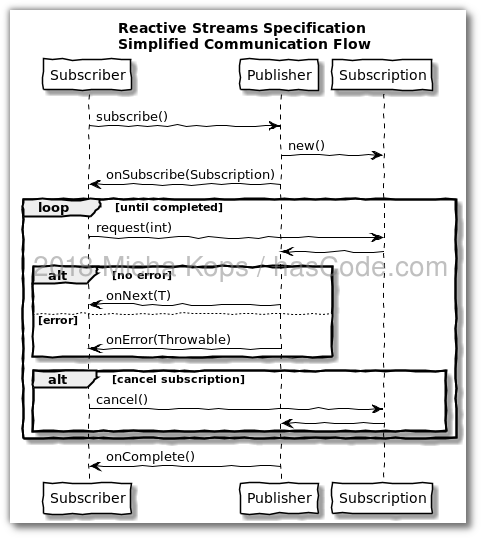 Reactive Streams Specification
Simplified Communication Flow
Subscriber Publisher Subscription
subscribe()
new()
onSubscribe(Subscription)
loop [until completed]
request(int)
2018 Micha Kops / hasCode.com
alt [no error]
onNext(T)
[error]
onError(Throwable)
alt [cancel subscription]
cancel()
onComplete()
Subscriber Publisher Subscription